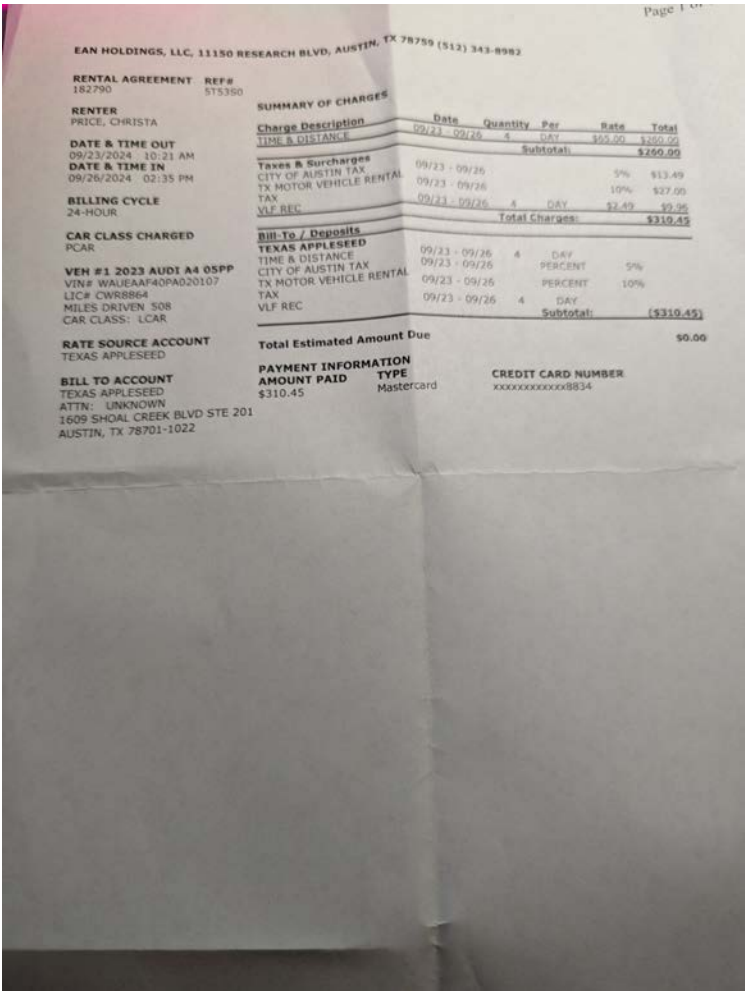 Page 1 of
EAN HOLDINGS, LLC, 11150 RESEARCH BLVD, AUSTIN, TX 78759 (512) 343-8982
RENTAL AGREEMENT REF#
182790 5T53S0
RENTER
PRICE, CHRISTA
DATE & TIME OUT
09/23/2024 10:21 AM
DATE & TIME IN
09/26/2024 02:35 PM
BILLING CYCLE
24-HOUR
CAR CLASS CHARGED
PCAR
VEH #1 2023 AUDI A4 05PP
VIN# WAUEAAF40PA020107
LIC# CWR8864
MILES DRIVEN 508
CAR CLASS: LCAR
RATE SOURCE ACCOUNT
TEXAS APPLESEED
BILL TO ACCOUNT
TEXAS APPLESEED
ATTN: UNKNOWN
1609 SHOAL CREEK BLVD STE 201
AUSTIN, TX 78701-1022
SUMMARY OF CHARGES
Charge Description Date Quantity Per Rate Total
TIME & DISTANCE 09/23 - 09/26 4 DAY $65.00 $260.00
Subtotal: $260.00
Taxes & Surcharges
CITY OF AUSTIN TAX 09/23 - 09/26 5% $13.49
TX MOTOR VEHICLE RENTAL 09/23 - 09/26 10% $27.00
TAX
VLF REC 09/23 - 09/26 4 DAY $2.49 $9.96
Total Charges: $310.45
Bill-To / Deposits
TEXAS APPLESEED
TIME & DISTANCE 09/23 - 09/26 4 DAY
CITY OF AUSTIN TAX 09/23 - 09/26 PERCENT 5%
TX MOTOR VEHICLE RENTAL 09/23 - 09/26 PERCENT 10%
TAX
VLF REC 09/23 - 09/26 4 DAY
Subtotal: ($310.45)
Total Estimated Amount Due $0.00
PAYMENT INFORMATION
AMOUNT PAID TYPE CREDIT CARD NUMBER
$310.45 Mastercard xxxxxxxxxxxx8834